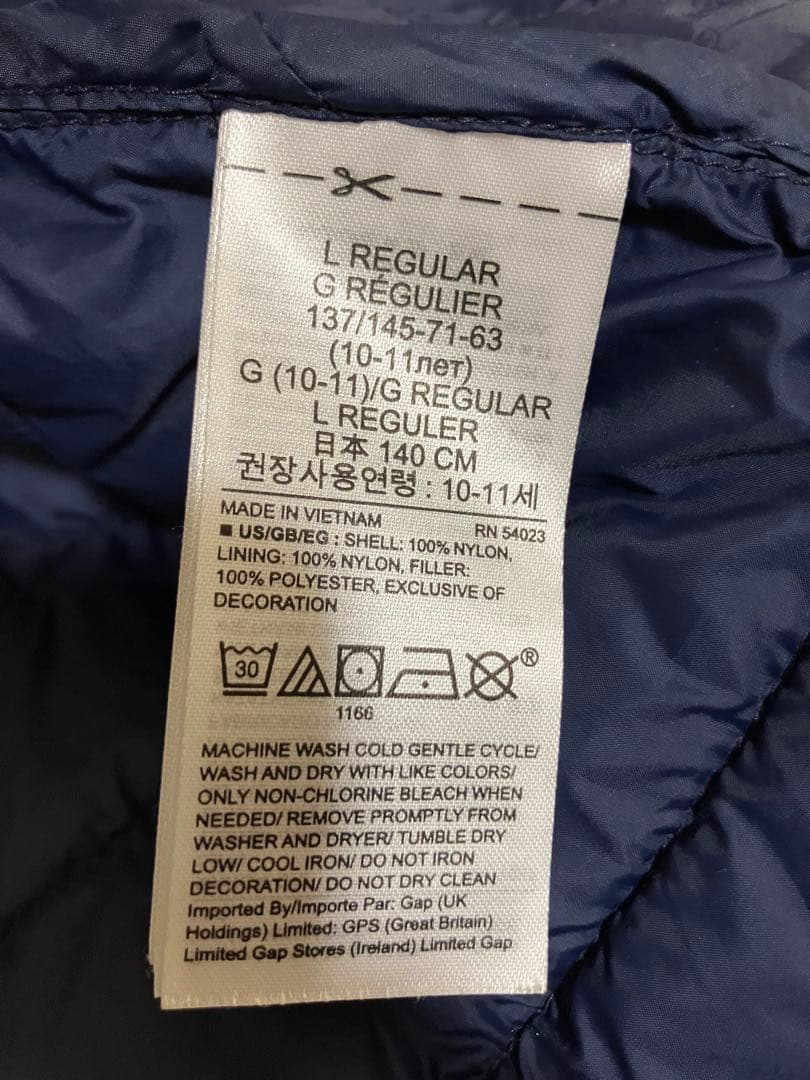 L REGULAR
G RÉGULIER
137/145-71-63
(10-11лет)
G (10-11)/G REGULAR
L REGULER
日本 140 CM
권장사용연령 : 10-11세
MADE IN VIETNAM RN 54023
■ US/GB/EG : SHELL: 100% NYLON,
LINING: 100% NYLON, FILLER:
100% POLYESTER, EXCLUSIVE OF
DECORATION
30
®
1166
MACHINE WASH COLD GENTLE CYCLE/
WASH AND DRY WITH LIKE COLORS/
ONLY NON-CHLORINE BLEACH WHEN
NEEDED/ REMOVE PROMPTLY FROM
WASHER AND DRYER/ TUMBLE DRY
LOW/ COOL IRON/ DO NOT IRON
DECORATION/ DO NOT DRY CLEAN
Imported By/Importe Par: Gap (UK
Holdings) Limited: GPS (Great Britain)
Limited Gap Stores (Ireland) Limited Gap